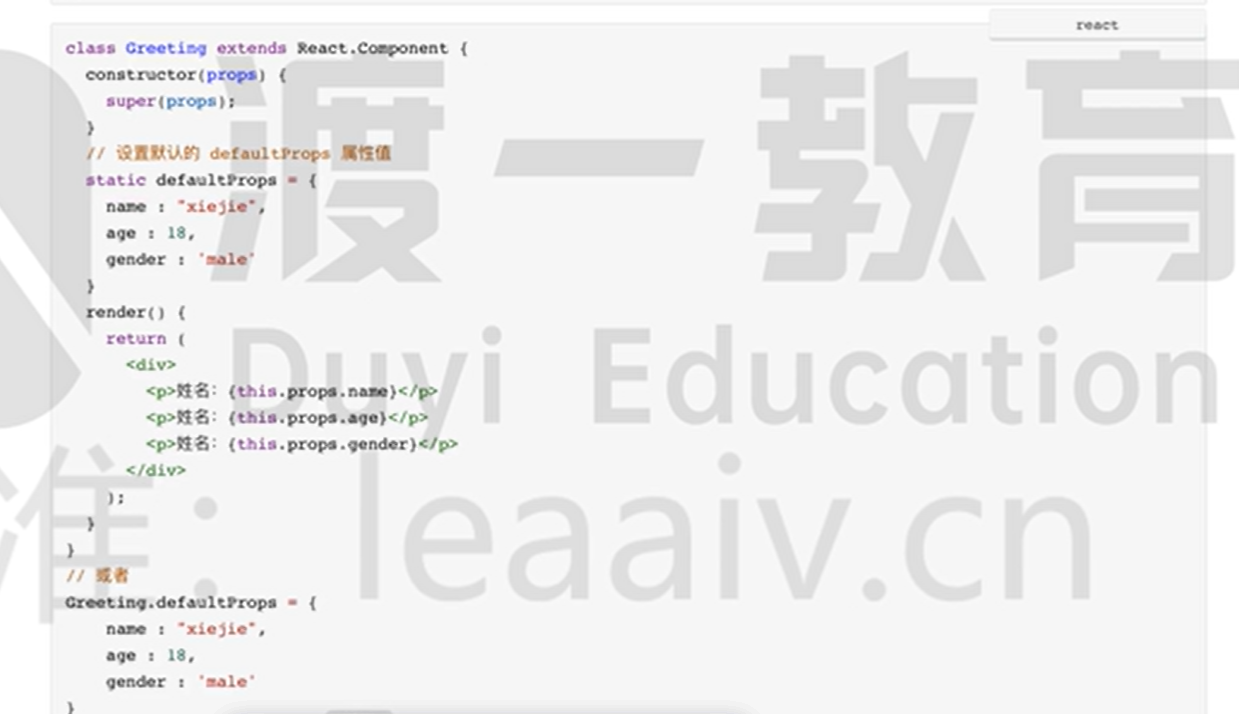 react
class Greeting extends React.Component {
constructor(props) {
super(props);
}
// 设置默认的 defaultProps 属性值
static defaultProps = {
name : "xiejie",
age : 18,
gender : 'male'
}
render() {
return (
<div>
<p>姓名：{this.props.name}</p>
<p>姓名：{this.props.age}</p>
<p>姓名：{this.props.gender}</p>
</div>
);
}
}
// 或者
Greeting.defaultProps = {
name : "xiejie",
age : 18,
gender : 'male'
}
渡一教育
Duyi Education
准：leaaiv.cn